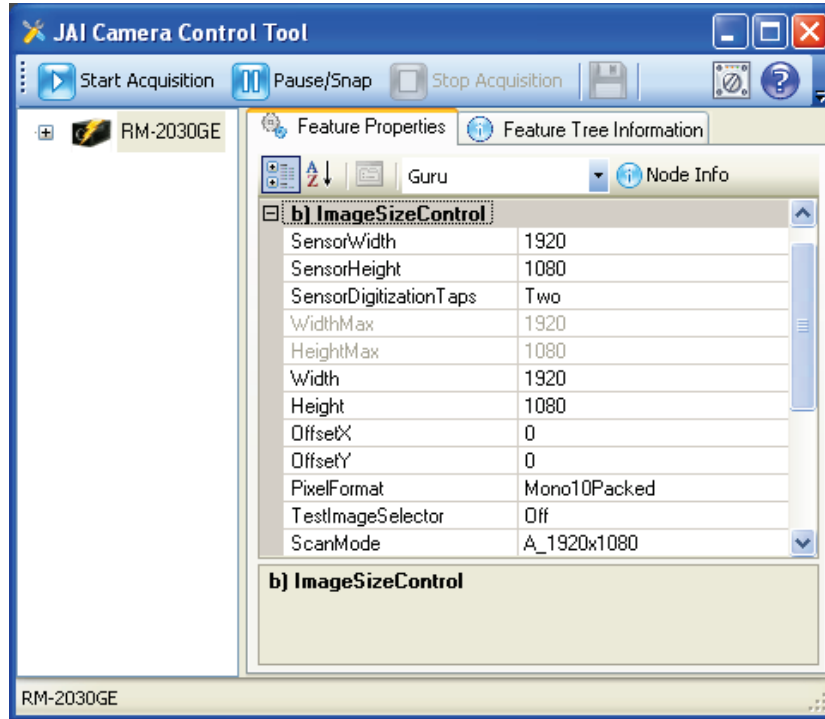 JAI Camera Control Tool
Start Acquisition Pause/Snap Stop Acquisition
RM-2030GE
Feature Properties Feature Tree Information
Guru Node Info
b) ImageSizeControl
SensorWidth 1920
SensorHeight 1080
SensorDigitizationTaps Two
WidthMax 1920
HeightMax 1080
Width 1920
Height 1080
OffsetX 0
OffsetY 0
PixelFormat Mono10Packed
TestImageSelector Off
ScanMode A_1920x1080
b) ImageSizeControl
RM-2030GE